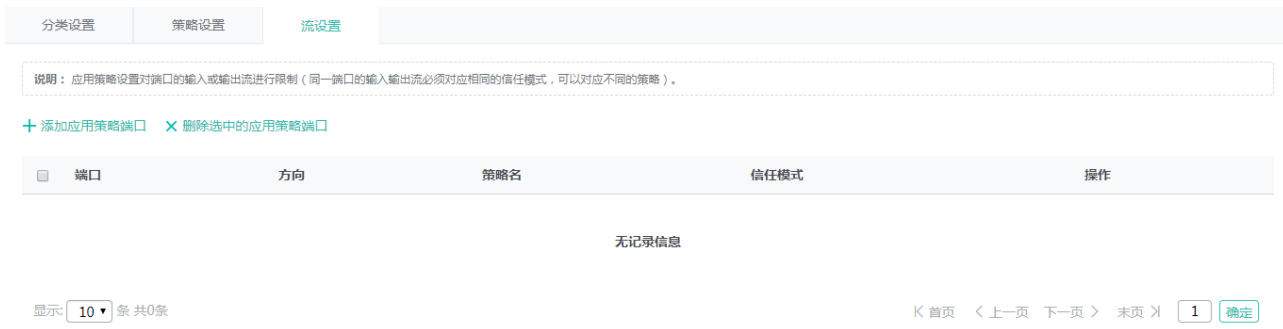 分类设置 策略设置 流设置
说明： 应用策略设置对端口的输入或输出流进行限制（同一端口的输入输出流必须对应相同的信任模式，可以对应不同的策略）。
添加应用策略端口 删除选中的应用策略端口
端口 方向 策略名 信任模式 操作
无记录信息
显示: 10 条 共0条 首页 上一页 下一页 末页 1 确定